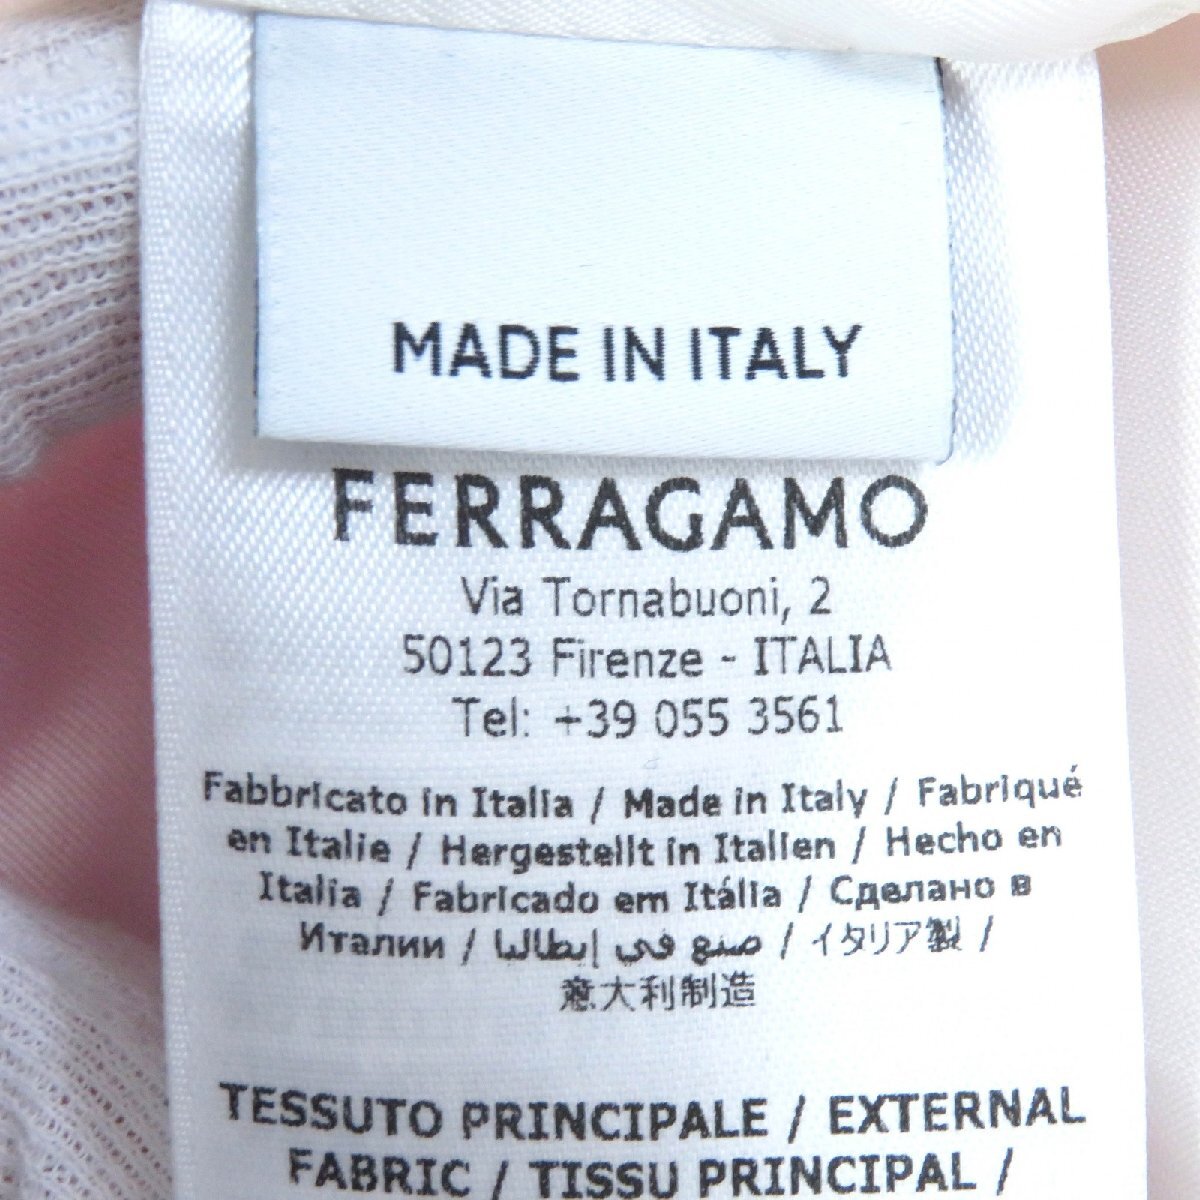 MADE IN ITALY
FERRAGAMO
Via Tornabuoni, 2
50123 Firenze - ITALIA
Tel: +39 055 3561
Fabbricato in Italia / Made in Italy / Fabriqué
en Italie / Hergestellt in Italien / Hecho en
Italia / Fabricado em Itália / Сделано в
Италии / صنع في إيطاليا / イタリア製 /
意大利制造
TESSUTO PRINCIPALE / EXTERNAL
FABRIC / TISSU PRINCIPAL /